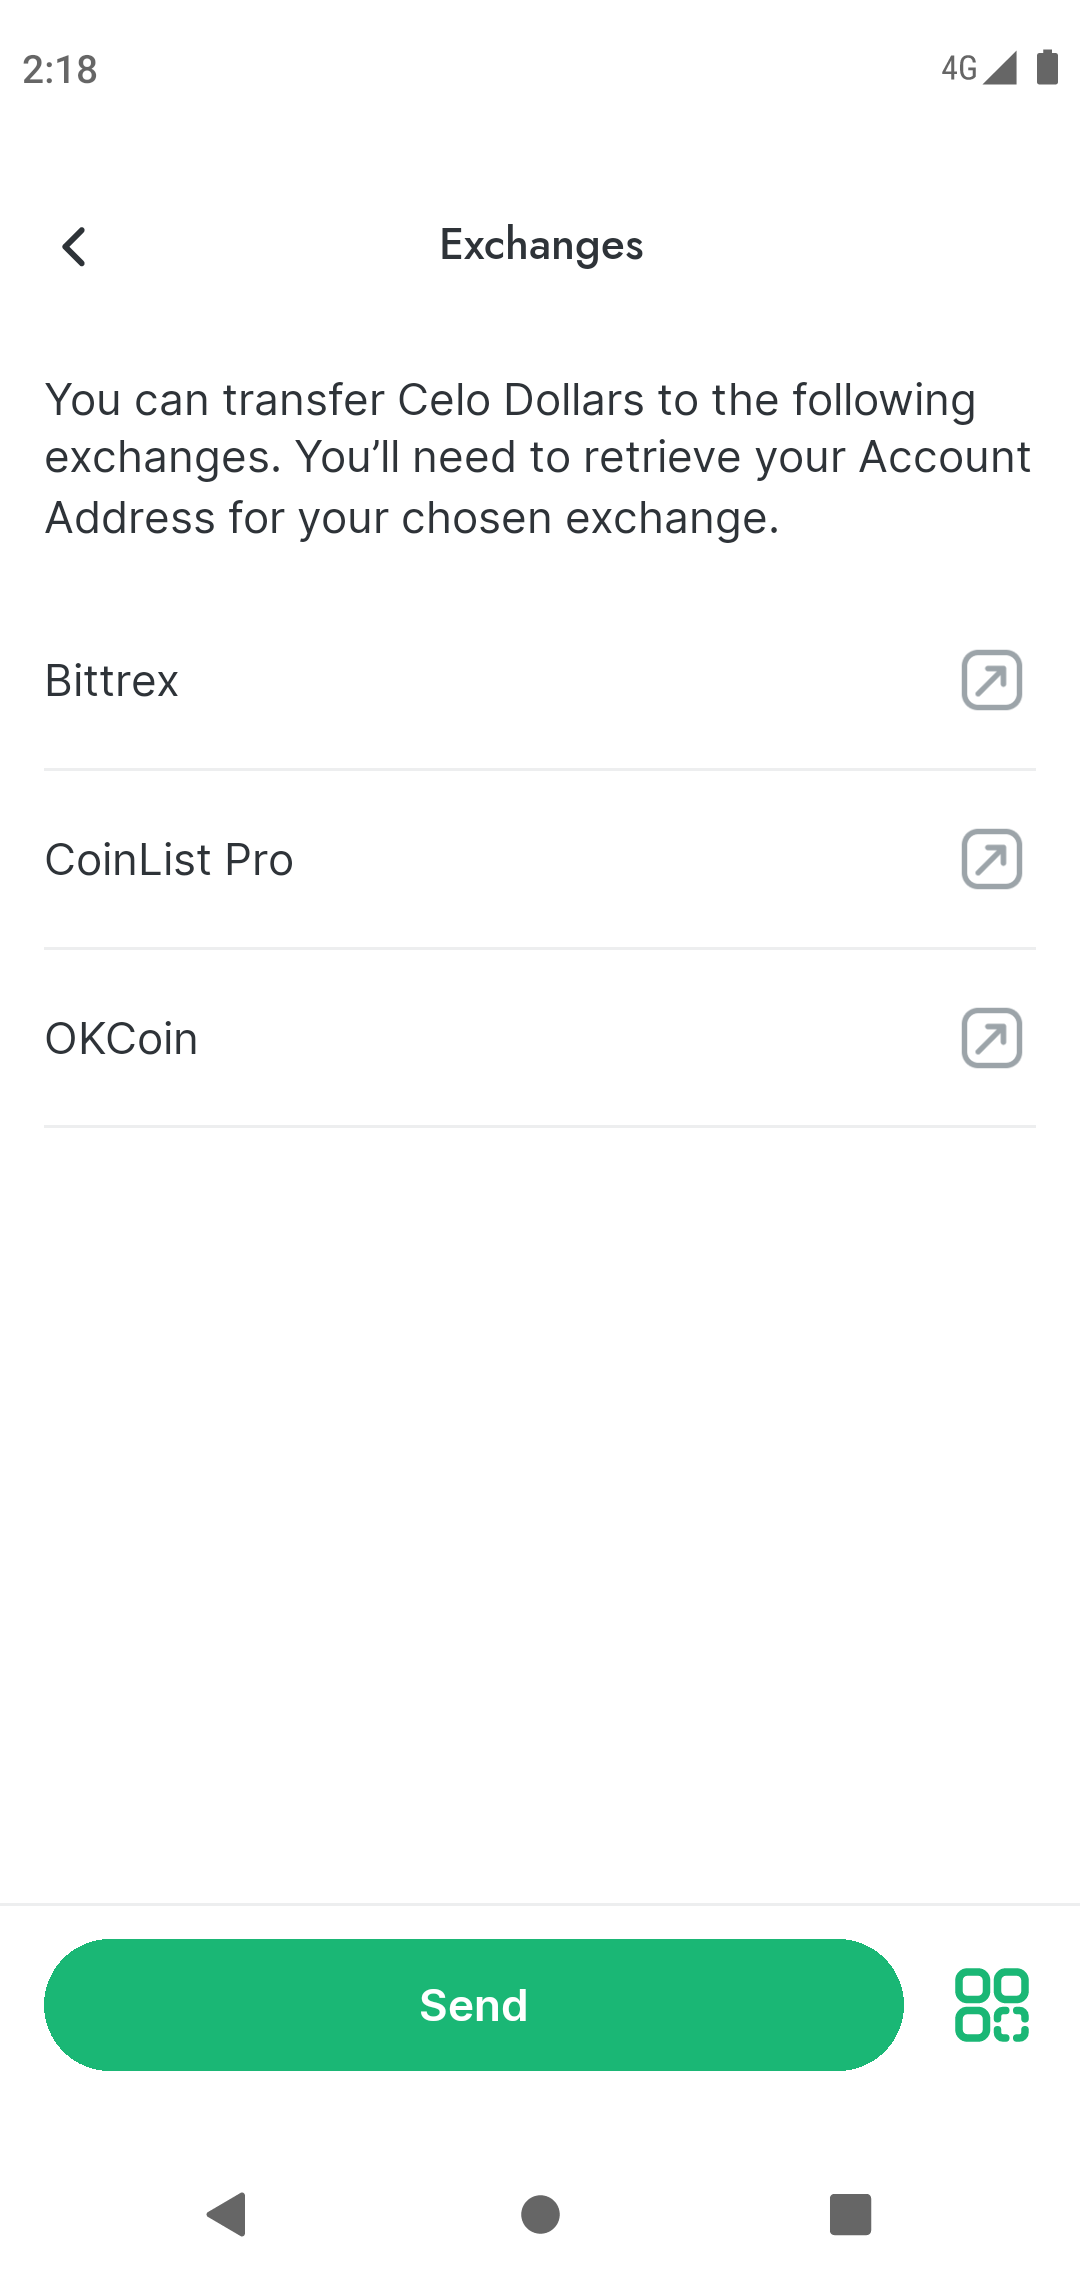 2:18
4G
Exchanges
You can transfer Celo Dollars to the following
exchanges. You’ll need to retrieve your Account
Address for your chosen exchange.
Bittrex
CoinList Pro
OKCoin
Send